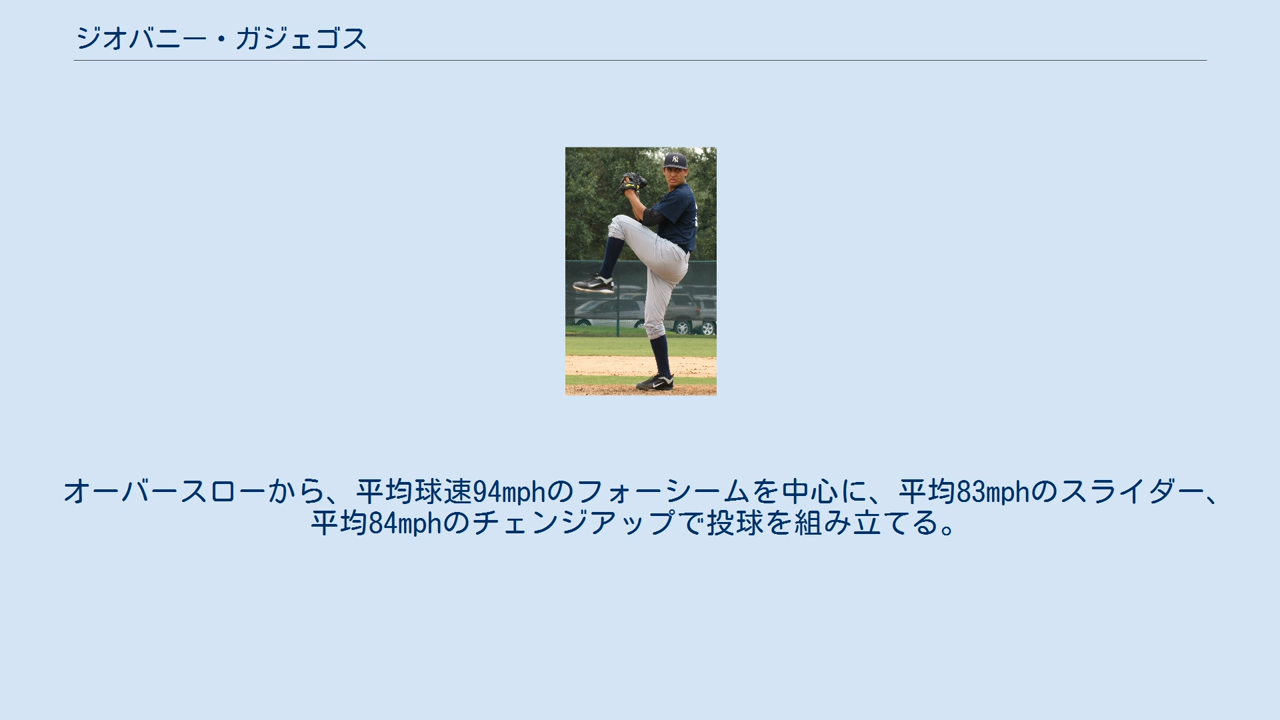 ジオバニー・ガジェゴス
オーバースローから、平均球速94mphのフォーシームを中心に、平均83mphのスライダー、
平均84mphのチェンジアップで投球を組み立てる。